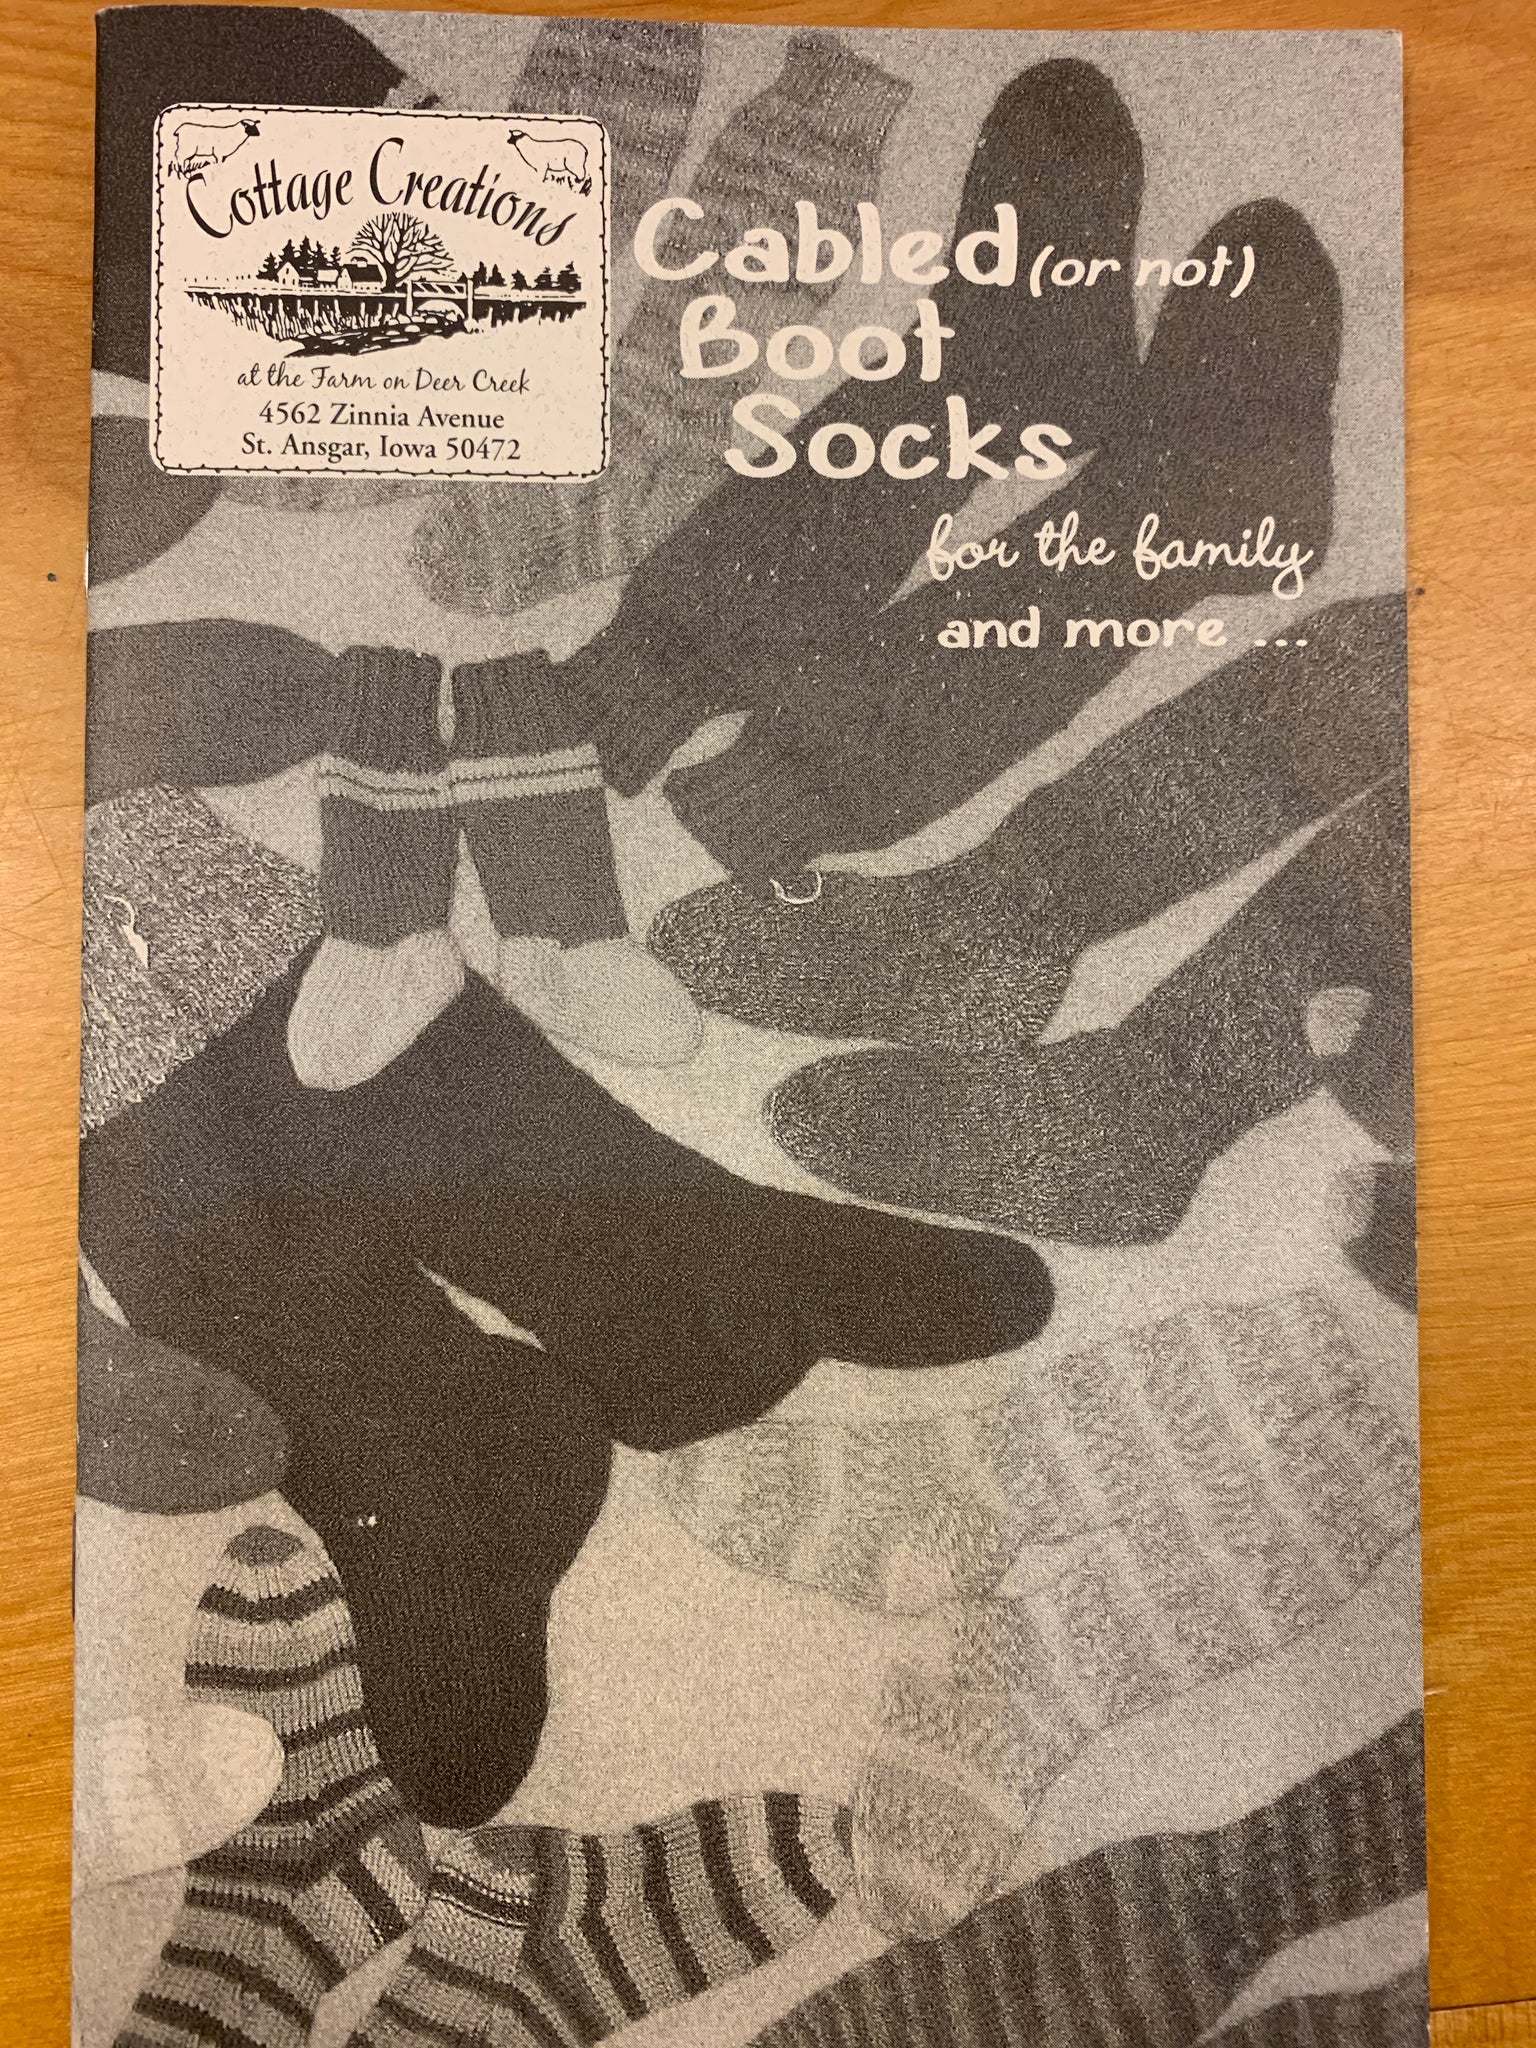 Cottage Creations
at the Farm on Deer Creek
4562 Zinnia Avenue
St. Ansgar, Iowa 50472
Cabled (or not)
Boot
Socks
for the family
and more ...